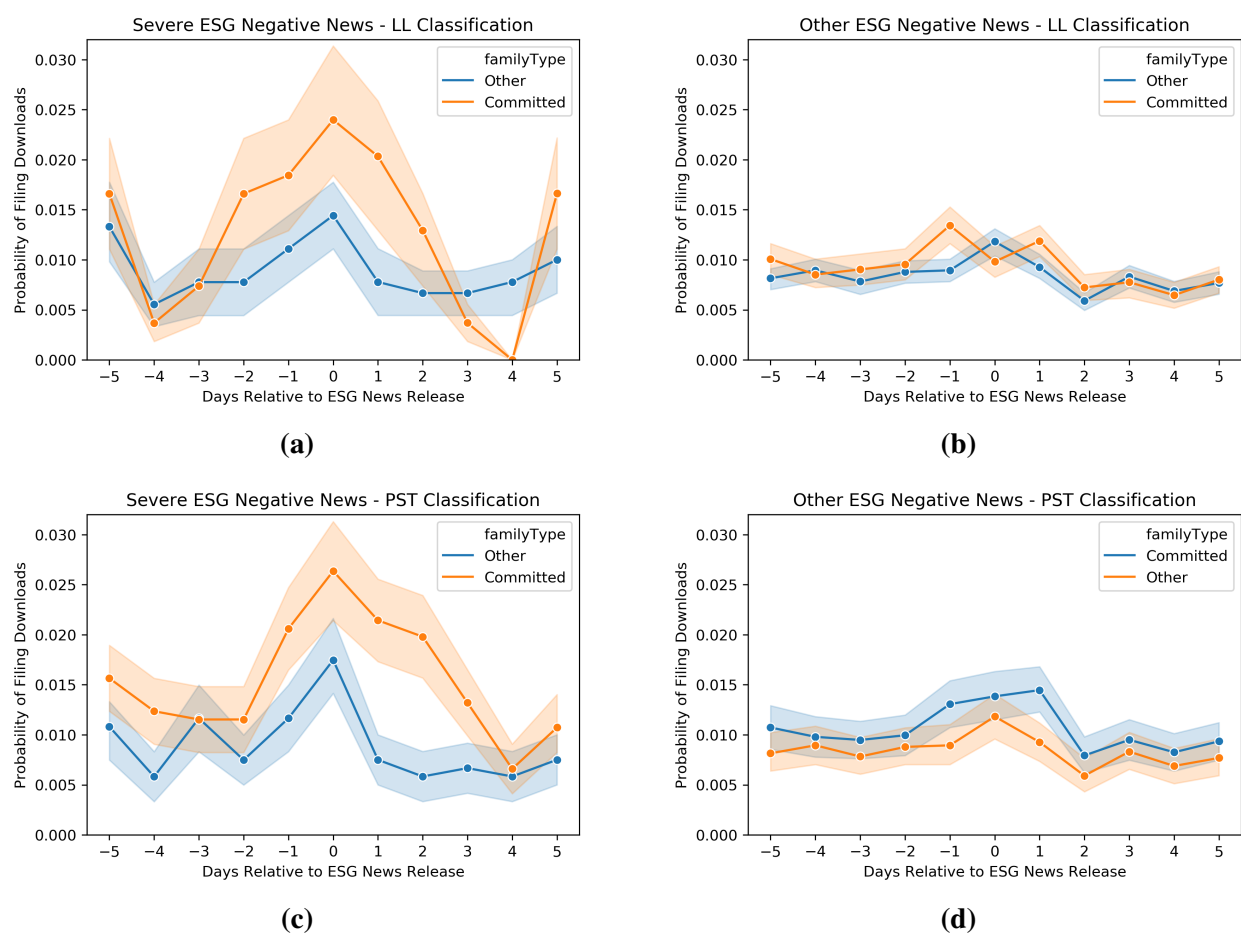 Severe ESG Negative News - LL Classification
Probability of Filing Downloads
0.030
0.025
0.020
0.015
0.010
0.005
0.000
familyType
Other
Committed
−5 −4 −3 −2 −1 0 1 2 3 4 5
Days Relative to ESG News Release
(a)
Other ESG Negative News - LL Classification
Probability of Filing Downloads
0.030
0.025
0.020
0.015
0.010
0.005
0.000
familyType
Other
Committed
−5 −4 −3 −2 −1 0 1 2 3 4 5
Days Relative to ESG News Release
(b)
Severe ESG Negative News - PST Classification
Probability of Filing Downloads
0.030
0.025
0.020
0.015
0.010
0.005
0.000
familyType
Other
Committed
−5 −4 −3 −2 −1 0 1 2 3 4 5
Days Relative to ESG News Release
(c)
Other ESG Negative News - PST Classification
Probability of Filing Downloads
0.030
0.025
0.020
0.015
0.010
0.005
0.000
familyType
Committed
Other
−5 −4 −3 −2 −1 0 1 2 3 4 5
Days Relative to ESG News Release
(d)